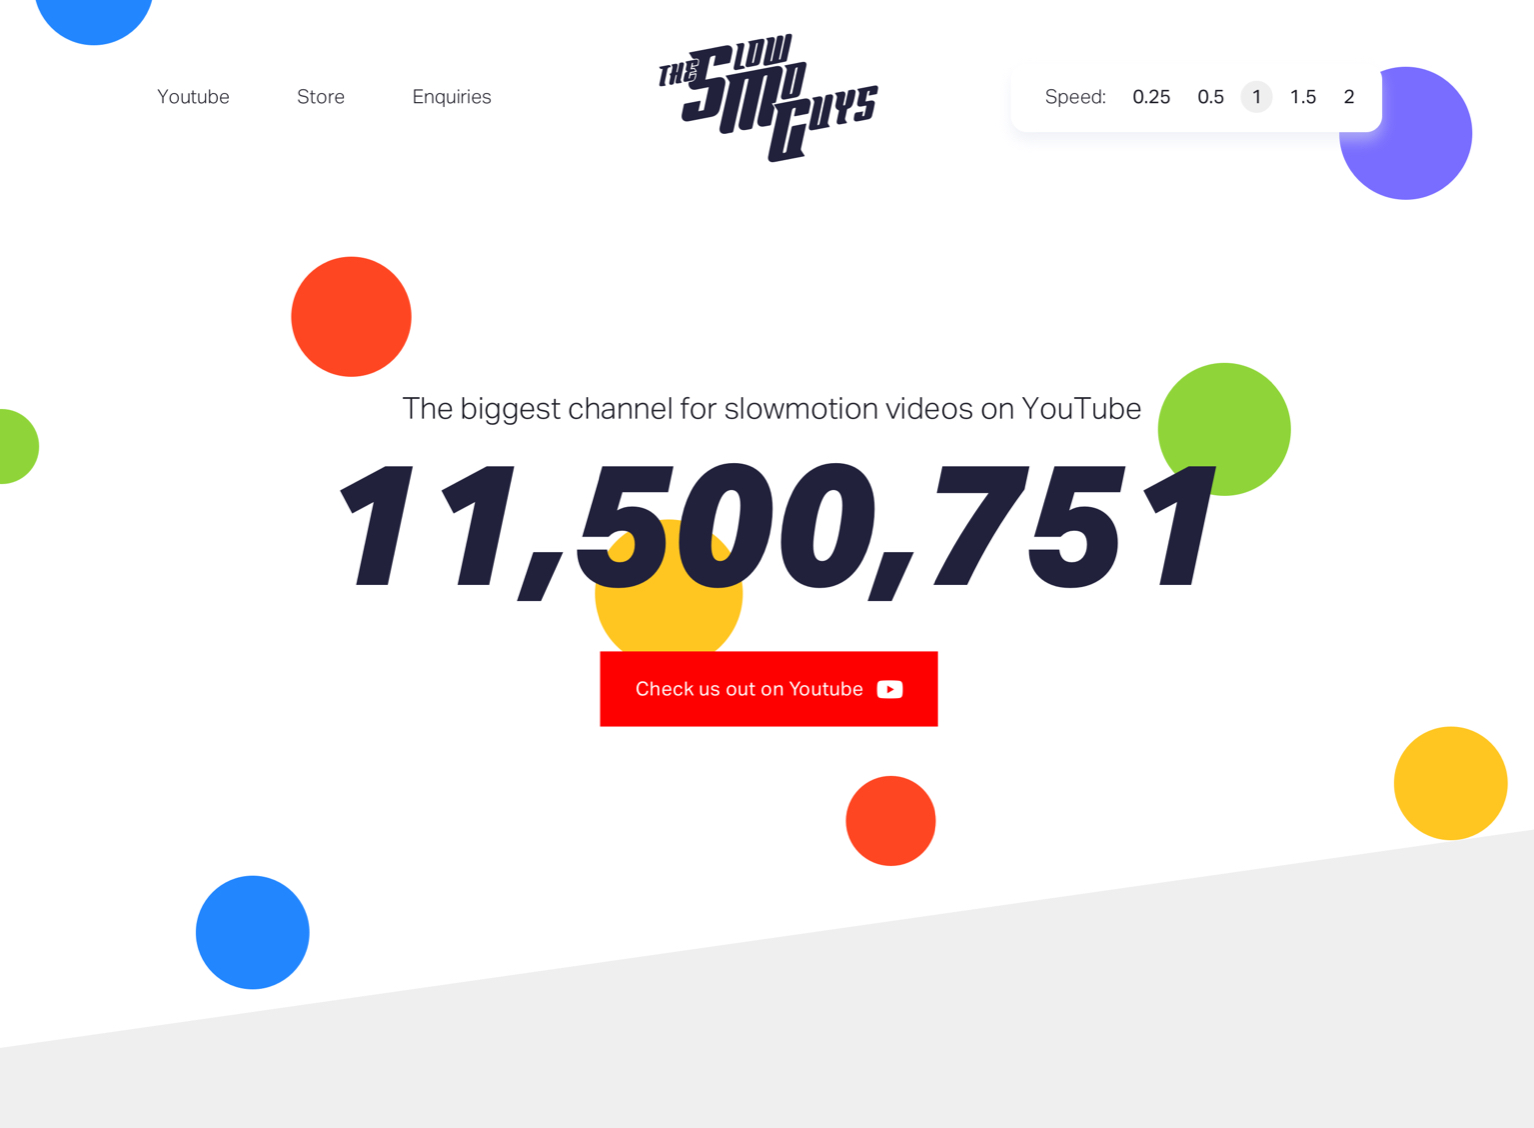 Youtube Store Enquiries
THE SLOW MO GUYS
Speed: 0.25 0.5 1 1.5 2
The biggest channel for slowmotion videos on YouTube
11,500,751
Check us out on Youtube